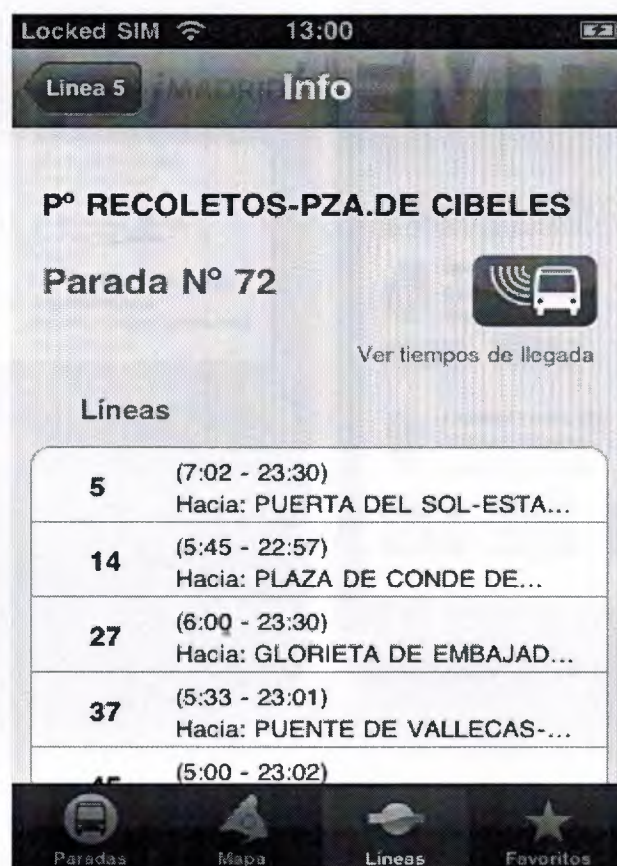 Locked SIM 13:00
Linea 5 iMADRID Info
Pº RECOLETOS-PZA.DE CIBELES
Parada Nº 72
Ver tiempos de llegada
Líneas
5 (7:02 - 23:30)
Hacia: PUERTA DEL SOL-ESTA...
14 (5:45 - 22:57)
Hacia: PLAZA DE CONDE DE...
27 (6:00 - 23:30)
Hacia: GLORIETA DE EMBAJAD...
37 (5:33 - 23:01)
Hacia: PUENTE DE VALLECAS-...
(5:00 - 23:02)
Paradas Mapa Líneas Favoritos